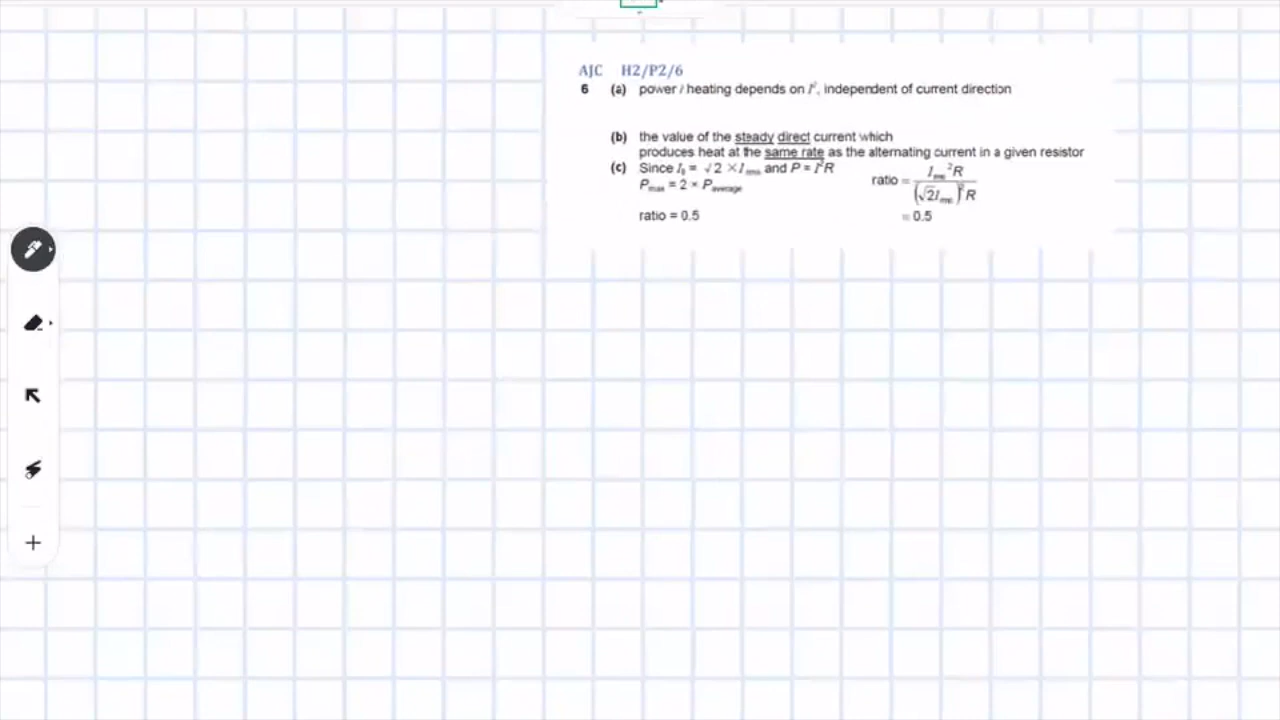 AJC H2/P2/6
6 (a) power / heating depends on I², independent of current direction
(b) the value of the steady direct current which
produces heat at the same rate as the alternating current in a given resistor
(c) Since I₀ = √2 × Iᵣₘₛ and P = I²R
Pₘₐₓ = 2 × P_average
ratio = 0.5
ratio = Iᵣₘₛ²R / (√2Iᵣₘₛ)²R
= 0.5